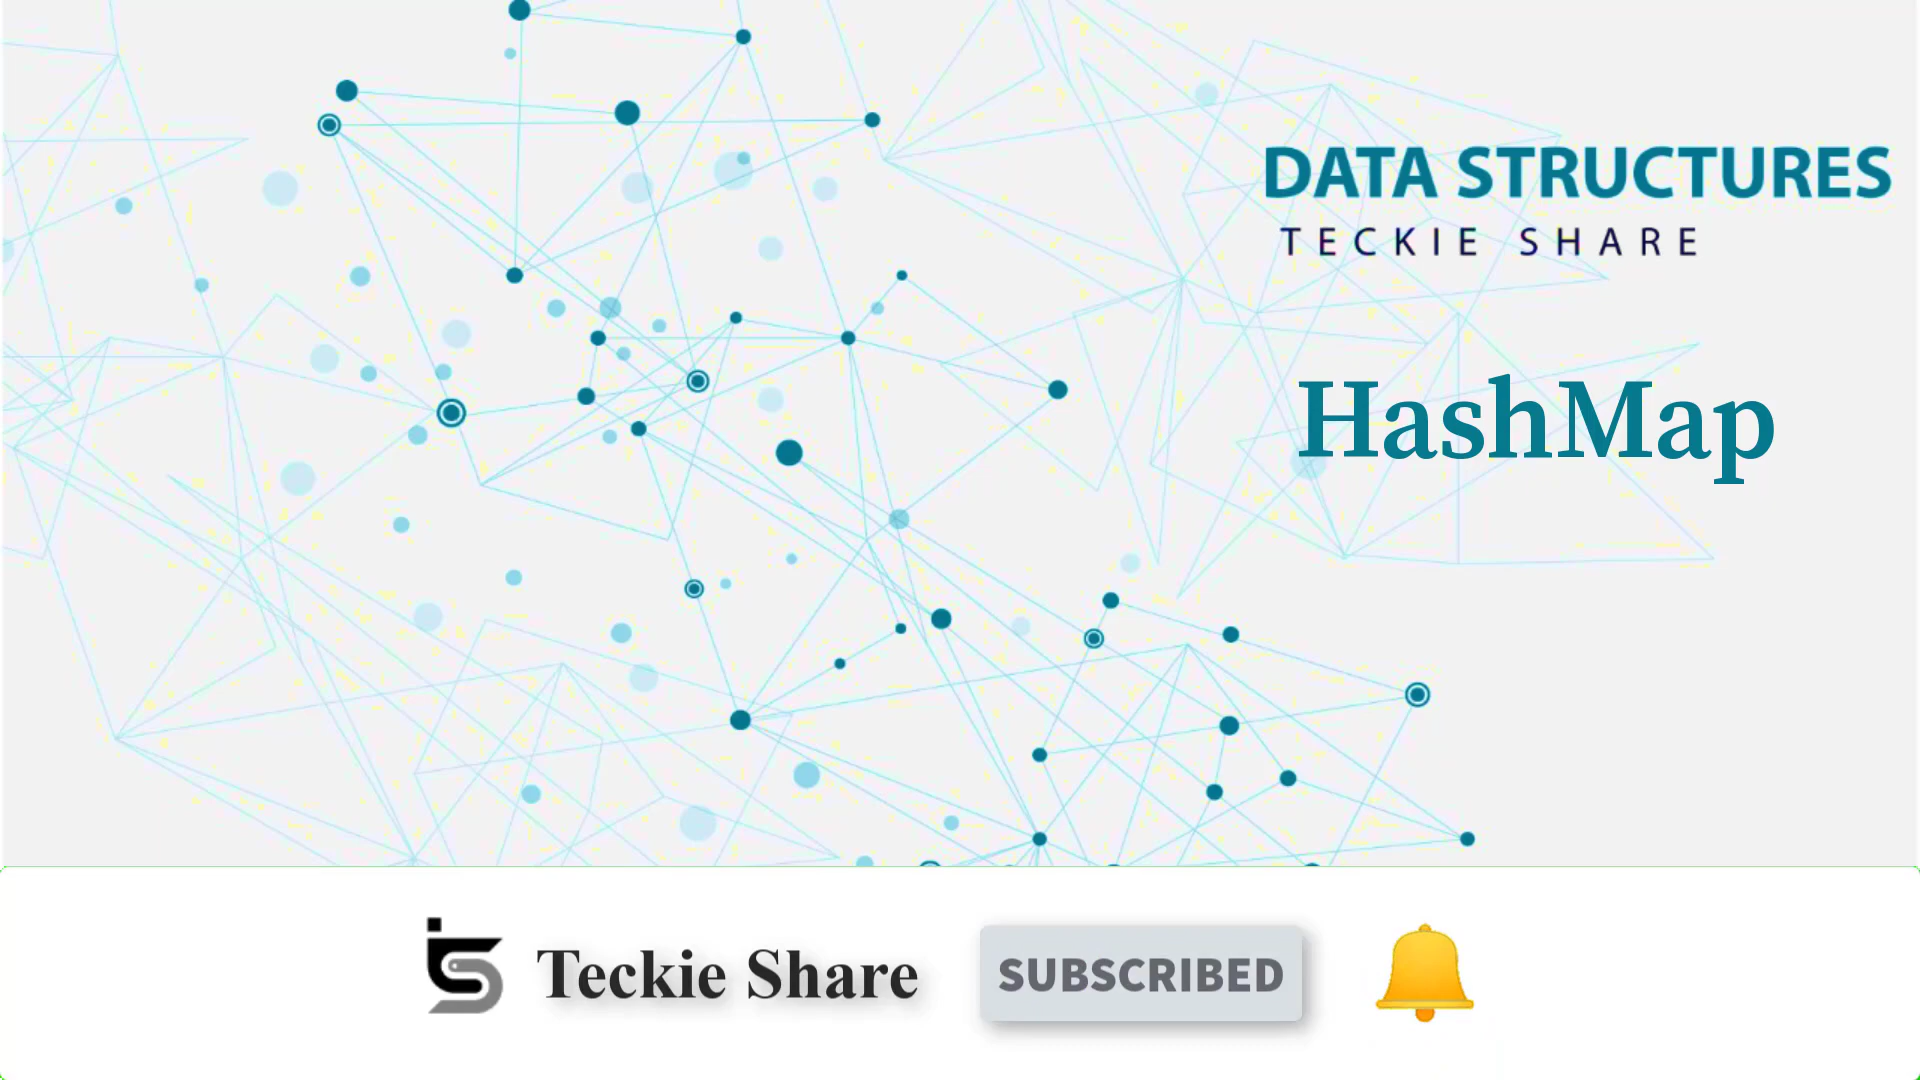 DATA STRUCTURES
TECKIE SHARE
HashMap
Teckie Share
SUBSCRIBED